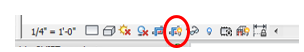 1/4" = 1'-0"